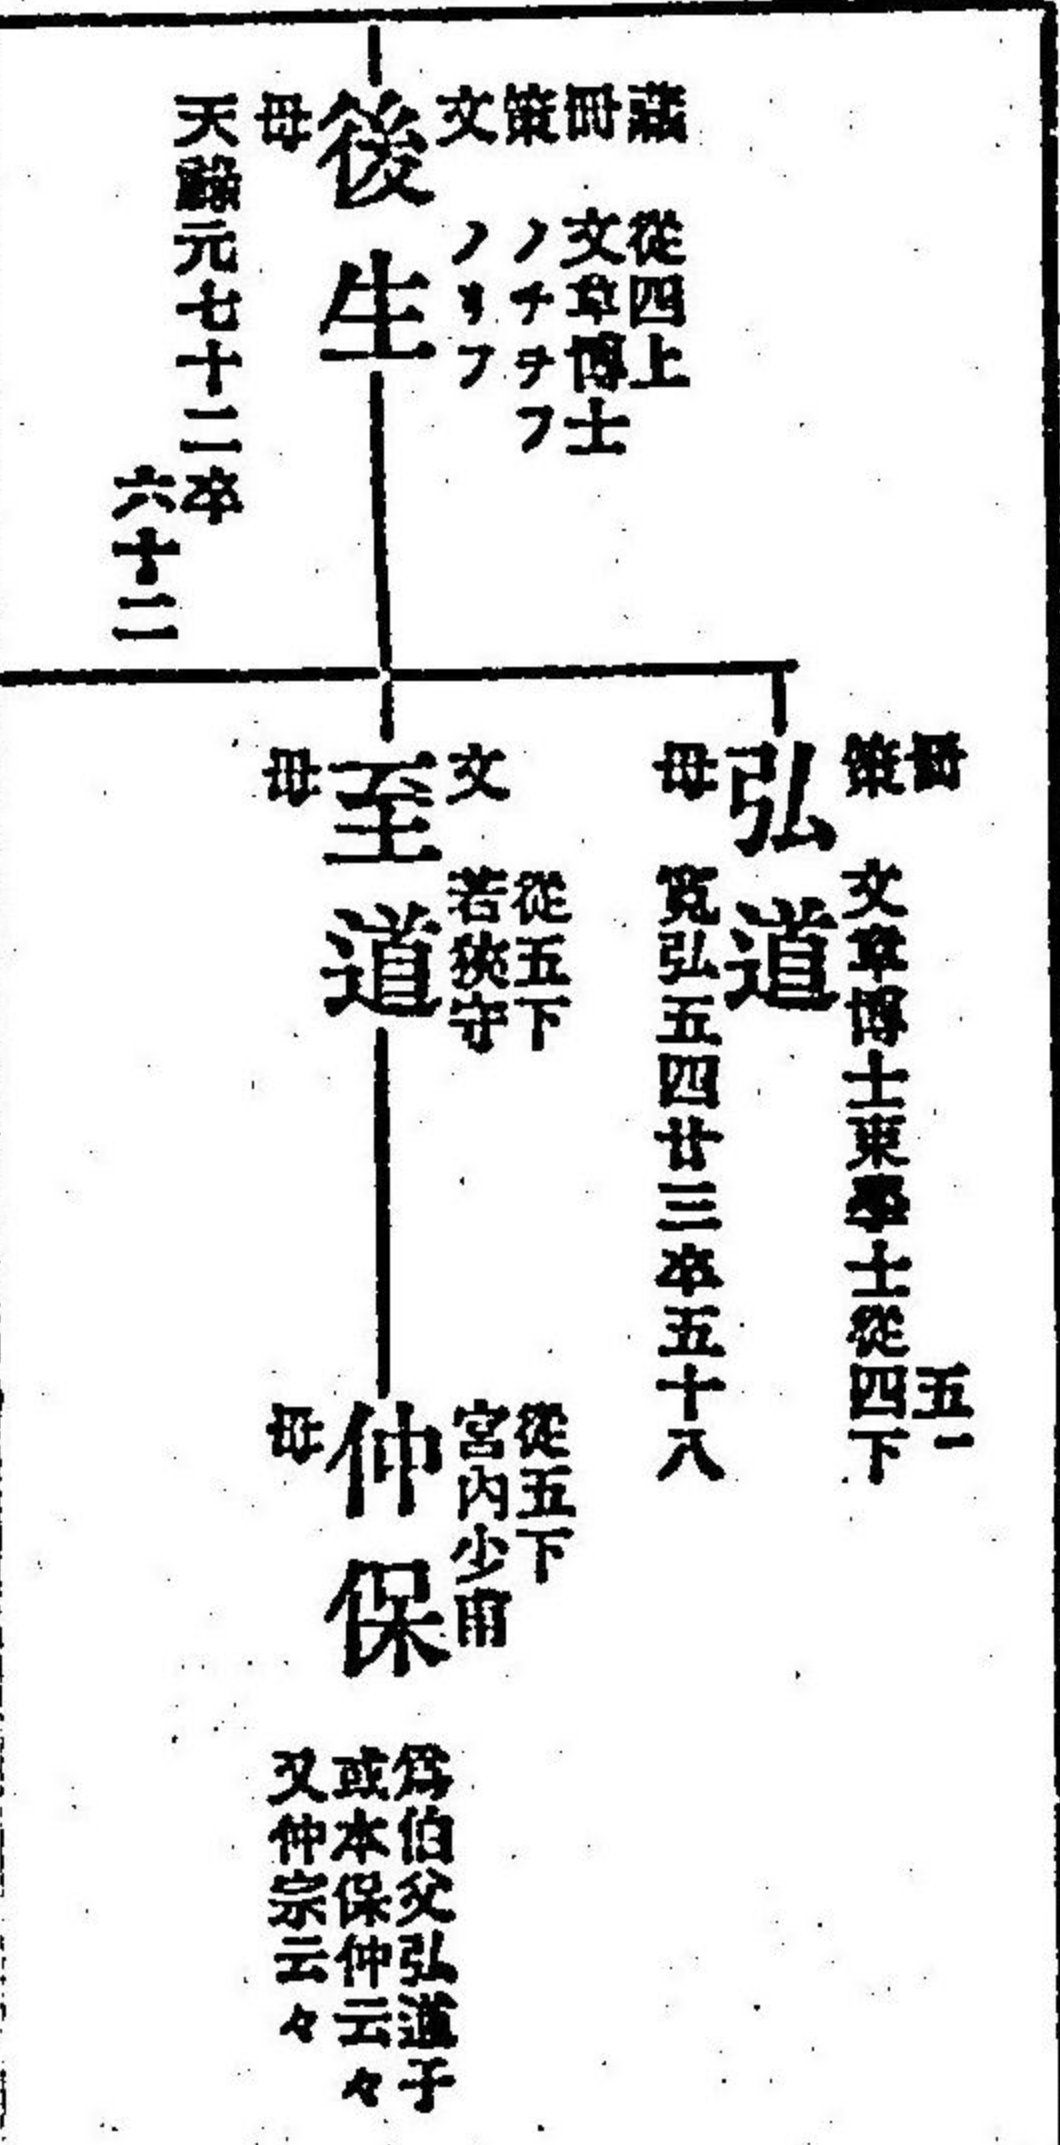 藏 從四上
冊 文章博士
策 ノチチフ
文 ノリフ
後生
母
天祿元七十二卒
六十二
冊 五一
策 文章博士東學士從四下
弘道
母 寬弘五四廿三卒五十八
從五下
文 若狹守
至道
母
從五下
宮內少甫
仲保
母
爲伯父弘道子
或本保仲云々
又仲宗云々